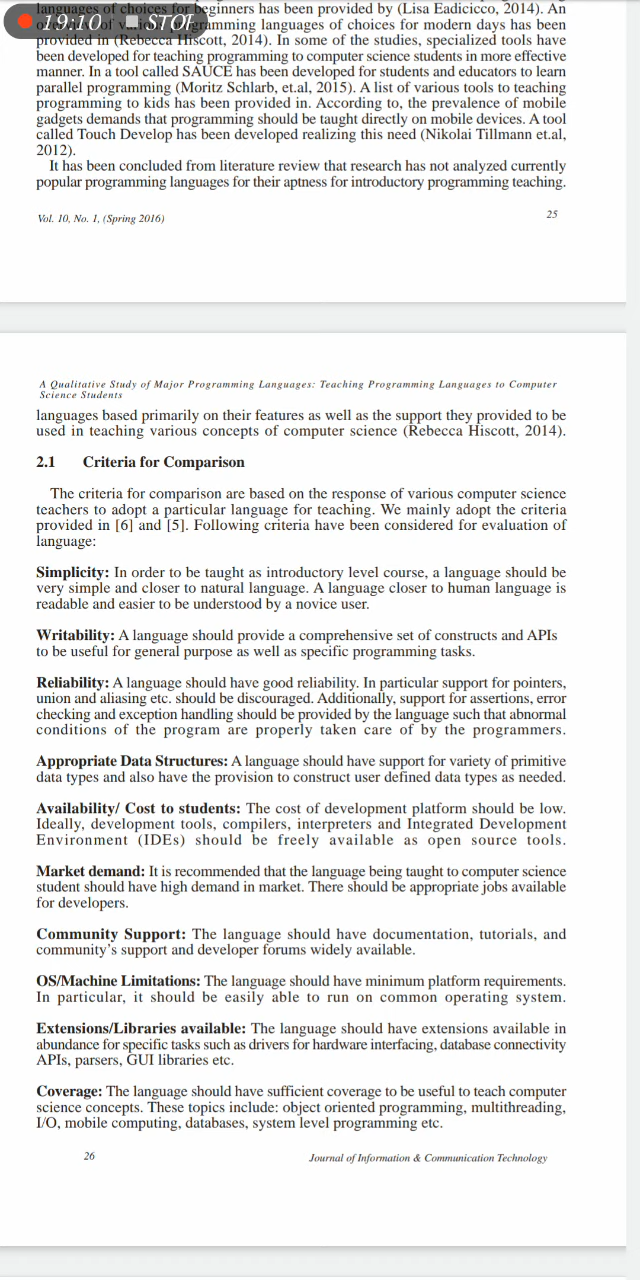 languages of choices for beginners has been provided by (Lisa Eadicicco, 2014). An
19:10 STOP
of various programming languages of choices for modern days has been
provided in (Rebecca Hiscott, 2014). In some of the studies, specialized tools have
been developed for teaching programming to computer science students in more effective
manner. In a tool called SAUCE has been developed for students and educators to learn
parallel programming (Moritz Schlarb, et.al, 2015). A list of various tools to teaching
programming to kids has been provided in. According to, the prevalence of mobile
gadgets demands that programming should be taught directly on mobile devices. A tool
called Touch Develop has been developed realizing this need (Nikolai Tillmann et.al,
2012).
It has been concluded from literature review that research has not analyzed currently
popular programming languages for their aptness for introductory programming teaching.
Vol. 10, No. 1, (Spring 2016) 25
A Qualitative Study of Major Programming Languages: Teaching Programming Languages to Computer
Science Students
languages based primarily on their features as well as the support they provided to be
used in teaching various concepts of computer science (Rebecca Hiscott, 2014).
2.1 Criteria for Comparison
The criteria for comparison are based on the response of various computer science
teachers to adopt a particular language for teaching. We mainly adopt the criteria
provided in [6] and [5]. Following criteria have been considered for evaluation of
language:
Simplicity: In order to be taught as introductory level course, a language should be
very simple and closer to natural language. A language closer to human language is
readable and easier to be understood by a novice user.
Writability: A language should provide a comprehensive set of constructs and APIs
to be useful for general purpose as well as specific programming tasks.
Reliability: A language should have good reliability. In particular support for pointers,
union and aliasing etc. should be discouraged. Additionally, support for assertions, error
checking and exception handling should be provided by the language such that abnormal
conditions of the program are properly taken care of by the programmers.
Appropriate Data Structures: A language should have support for variety of primitive
data types and also have the provision to construct user defined data types as needed.
Availability/ Cost to students: The cost of development platform should be low.
Ideally, development tools, compilers, interpreters and Integrated Development
Environment (IDEs) should be freely available as open source tools.
Market demand: It is recommended that the language being taught to computer science
student should have high demand in market. There should be appropriate jobs available
for developers.
Community Support: The language should have documentation, tutorials, and
community's support and developer forums widely available.
OS/Machine Limitations: The language should have minimum platform requirements.
In particular, it should be easily able to run on common operating system.
Extensions/Libraries available: The language should have extensions available in
abundance for specific tasks such as drivers for hardware interfacing, database connectivity
APIs, parsers, GUI libraries etc.
Coverage: The language should have sufficient coverage to be useful to teach computer
science concepts. These topics include: object oriented programming, multithreading,
I/O, mobile computing, databases, system level programming etc.
26 Journal of Information & Communication Technology